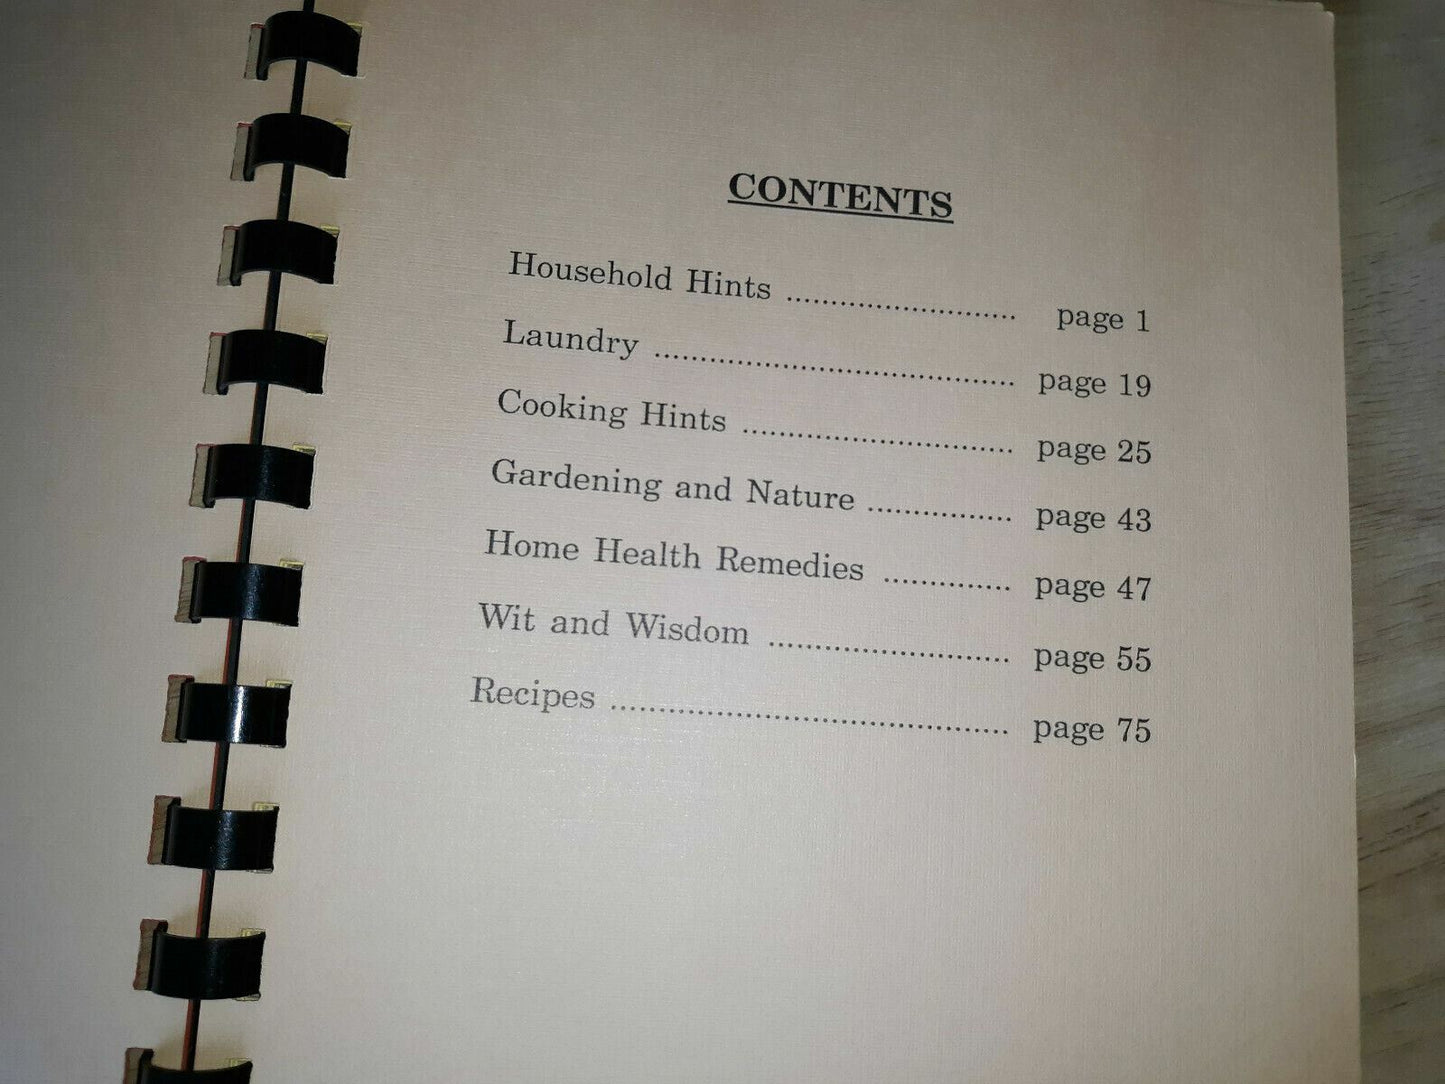 CONTENTS
Household Hints .......................... page 1
Laundry ........................................ page 19
Cooking Hints .............................. page 25
Gardening and Nature ................ page 43
Home Health Remedies .............. page 47
Wit and Wisdom .......................... page 55
Recipes ............................................ page 75